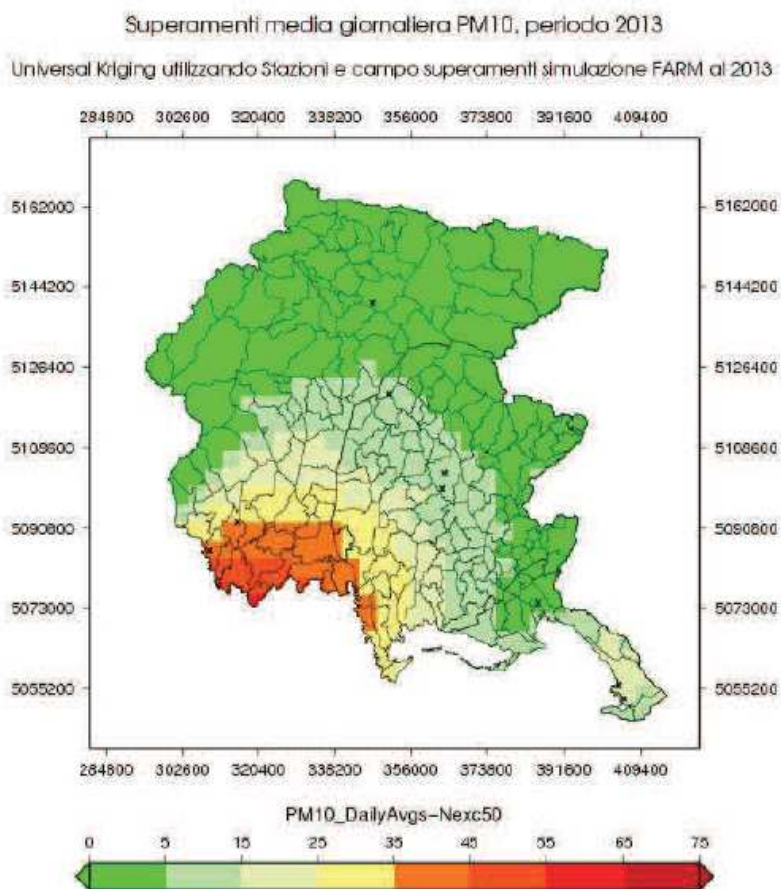 Superamenti media giornaliera PM10, periodo 2013
Universal Kriging utilizzando Stazioni e campo superamenti simulazione FARM al 2013
284800 302600 320400 338200 356000 373800 391600 409400
5162000 5162000
5144200 5144200
5126400 5126400
5108600 5108600
5090800 5090800
5073000 5073000
5055200 5055200
284800 302600 320400 338200 356000 373800 391600 409400
PM10_DailyAvgs-Nexc50
0 5 15 25 35 45 55 65 75